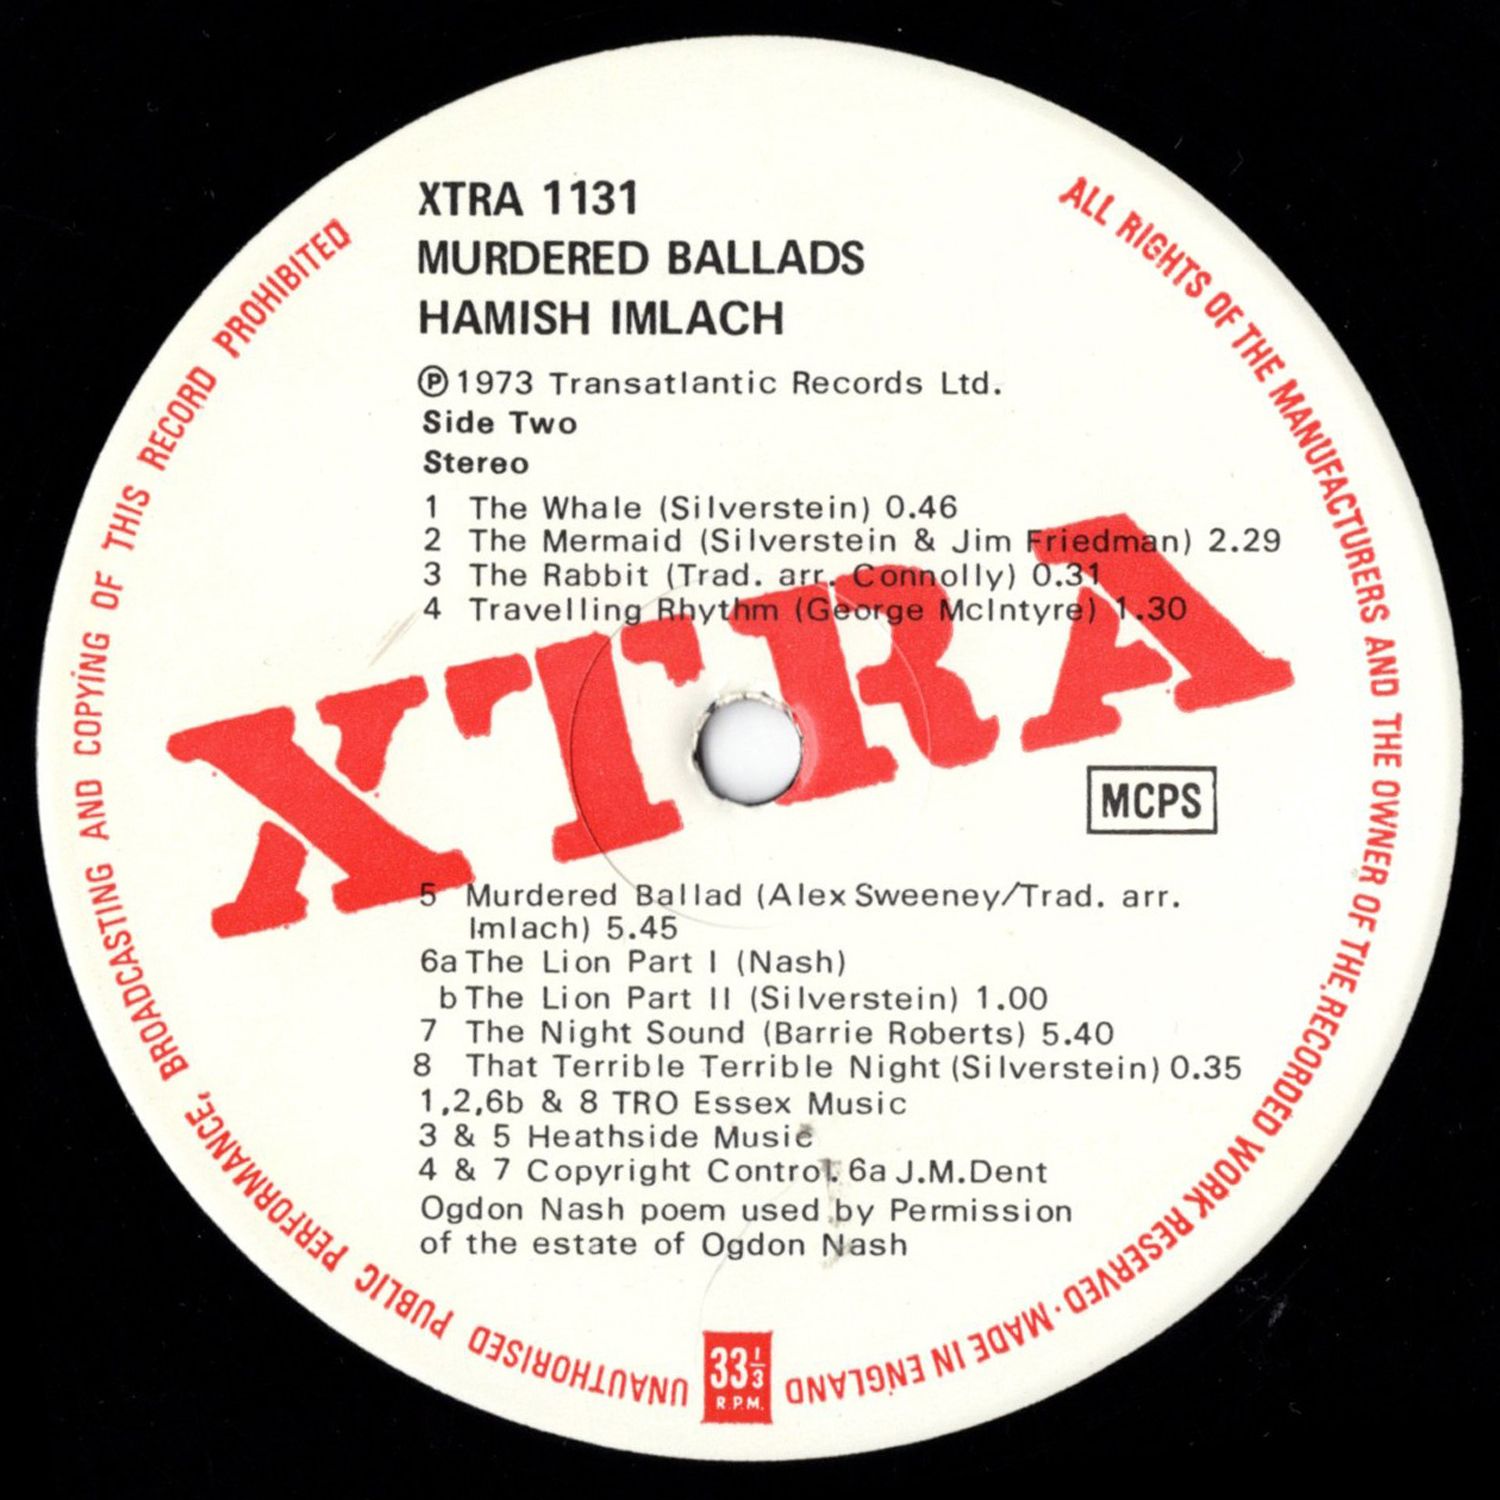 XTRA 1131
MURDERED BALLADS
HAMISH IMLACH
℗ 1973 Transatlantic Records Ltd.
Side Two
Stereo
1 The Whale (Silverstein) 0.46
2 The Mermaid (Silverstein & Jim Friedman) 2.29
3 The Rabbit (Trad. arr. Connolly) 0.31
4 Travelling Rhythm (George McIntyre) 1.30
XTRA
MCPS
5 Murdered Ballad (Alex Sweeney/Trad. arr.
Imlach) 5.45
6a The Lion Part I (Nash)
b The Lion Part II (Silverstein) 1.00
7 The Night Sound (Barrie Roberts) 5.40
8 That Terrible Terrible Night (Silverstein) 0.35
1,2,6b & 8 TRO Essex Music
3 & 5 Heathside Music
4 & 7 Copyright Control. 6a J.M.Dent
Ogdon Nash poem used by Permission
of the estate of Ogdon Nash
33 1/3
R.P.M.
ALL RIGHTS OF THE MANUFACTURERS AND THE OWNER OF THE RECORDED WORK RESERVED · MADE IN ENGLAND
UNAUTHORISED PUBLIC PERFORMANCE, BROADCASTING AND COPYING OF THIS RECORD PROHIBITED